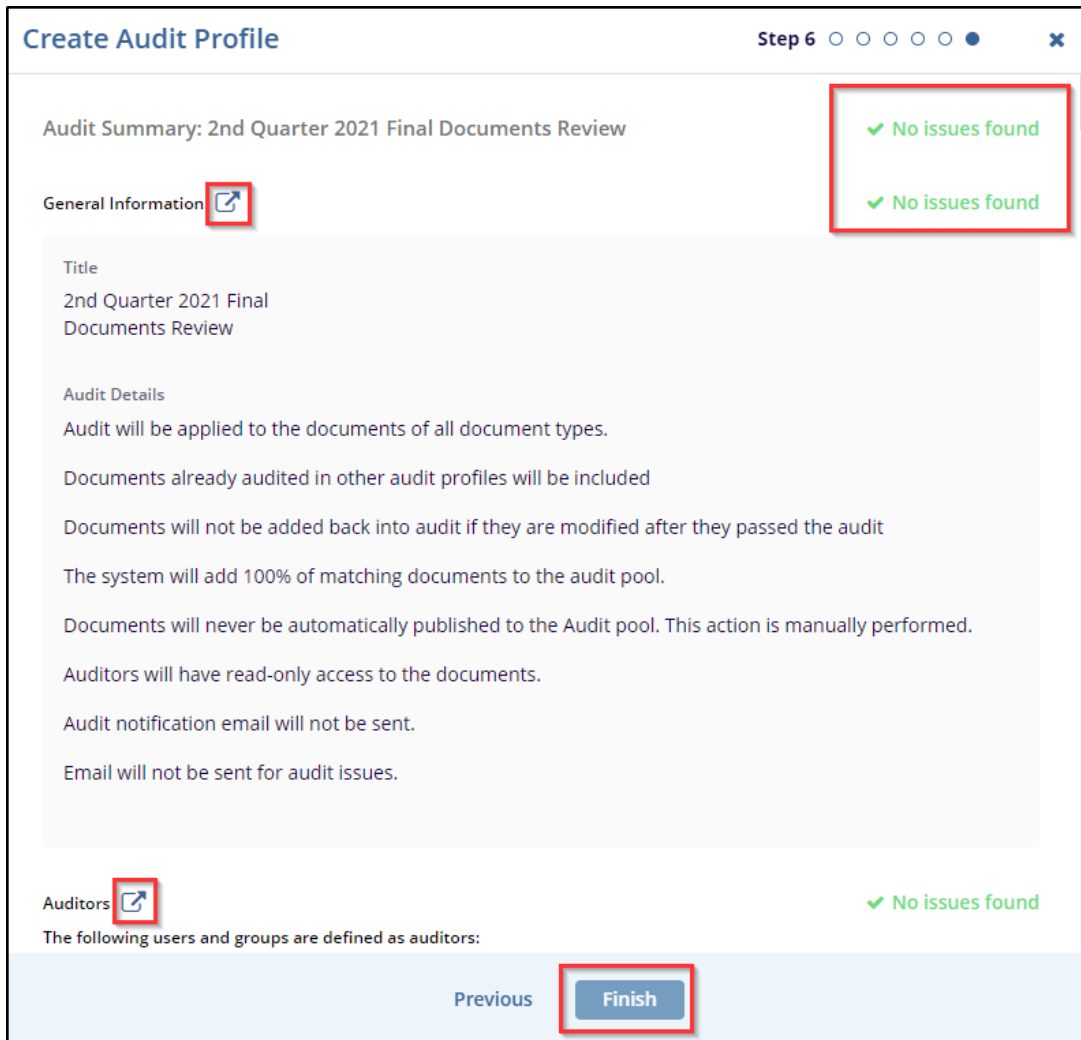 Create Audit Profile
Step 6
Audit Summary: 2nd Quarter 2021 Final Documents Review
No issues found
General Information
No issues found
Title
2nd Quarter 2021 Final
Documents Review
Audit Details
Audit will be applied to the documents of all document types.
Documents already audited in other audit profiles will be included
Documents will not be added back into audit if they are modified after they passed the audit
The system will add 100% of matching documents to the audit pool.
Documents will never be automatically published to the Audit pool. This action is manually performed.
Auditors will have read-only access to the documents.
Audit notification email will not be sent.
Email will not be sent for audit issues.
Auditors
No issues found
The following users and groups are defined as auditors:
Previous
Finish